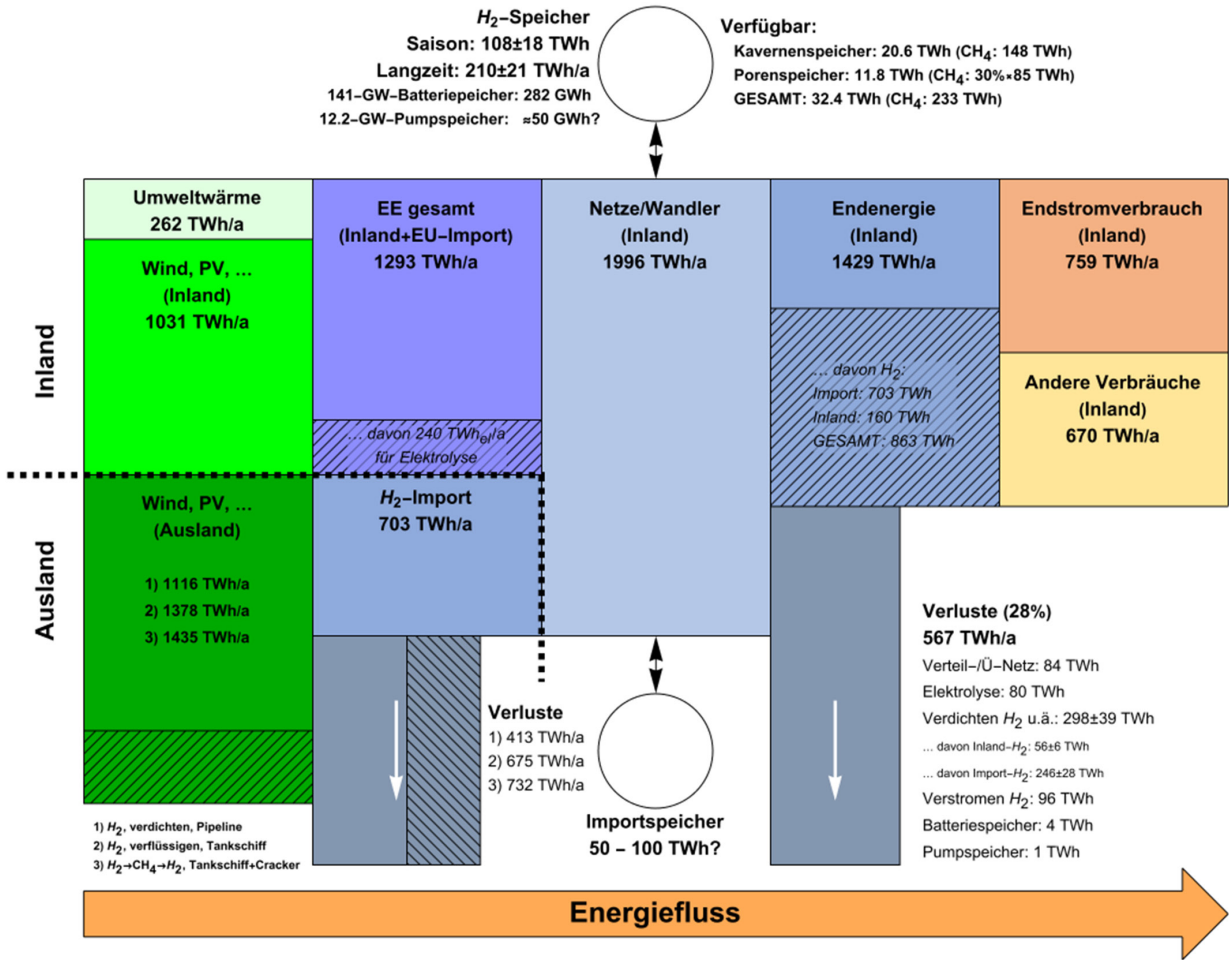 H₂–Speicher
Saison: 108±18 TWh
Langzeit: 210±21 TWh/a
141–GW–Batteriepeicher: 282 GWh
12.2–GW–Pumpspeicher: ≈50 GWh?
Verfügbar:
Kavernenspeicher: 20.6 TWh (CH₄: 148 TWh)
Porenspeicher: 11.8 TWh (CH₄: 30%×85 TWh)
GESAMT: 32.4 TWh (CH₄: 233 TWh)
Inland
Ausland
Umweltwärme
262 TWh/a
Wind, PV, ...
(Inland)
1031 TWh/a
Wind, PV, ...
(Ausland)
1) 1116 TWh/a
2) 1378 TWh/a
3) 1435 TWh/a
1) H₂, verdichten, Pipeline
2) H₂, verflüssigen, Tankschiff
3) H₂→CH₄→H₂, Tankschiff+Cracker
EE gesamt
(Inland+EU–Import)
1293 TWh/a
... davon 240 TWhₑₗ/a
für Elektrolyse
H₂–Import
703 TWh/a
Verluste
1) 413 TWh/a
2) 675 TWh/a
3) 732 TWh/a
Netze/Wandler
(Inland)
1996 TWh/a
Importspeicher
50 – 100 TWh?
Endenergie
(Inland)
1429 TWh/a
... davon H₂:
Import: 703 TWh
Inland: 160 TWh
GESAMT: 863 TWh
Endstromverbrauch
(Inland)
759 TWh/a
Andere Verbräuche
(Inland)
670 TWh/a
Verluste (28%)
567 TWh/a
Verteil–/Ü–Netz: 84 TWh
Elektrolyse: 80 TWh
Verdichten H₂ u.ä.: 298±39 TWh
... davon Inland–H₂: 56±6 TWh
... davon Import–H₂: 246±28 TWh
Verstromen H₂: 96 TWh
Batteriespeicher: 4 TWh
Pumpspeicher: 1 TWh
Energiefluss